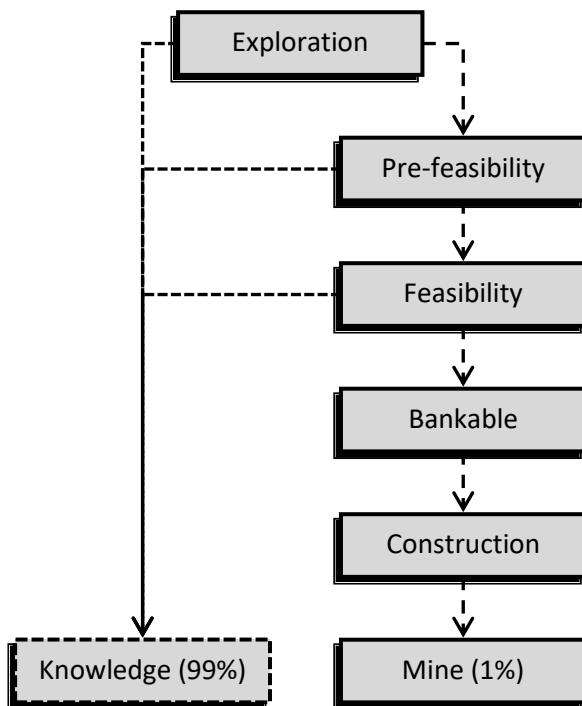 Exploration
Pre-feasibility
Feasibility
Bankable
Construction
Knowledge (99%)
Mine (1%)